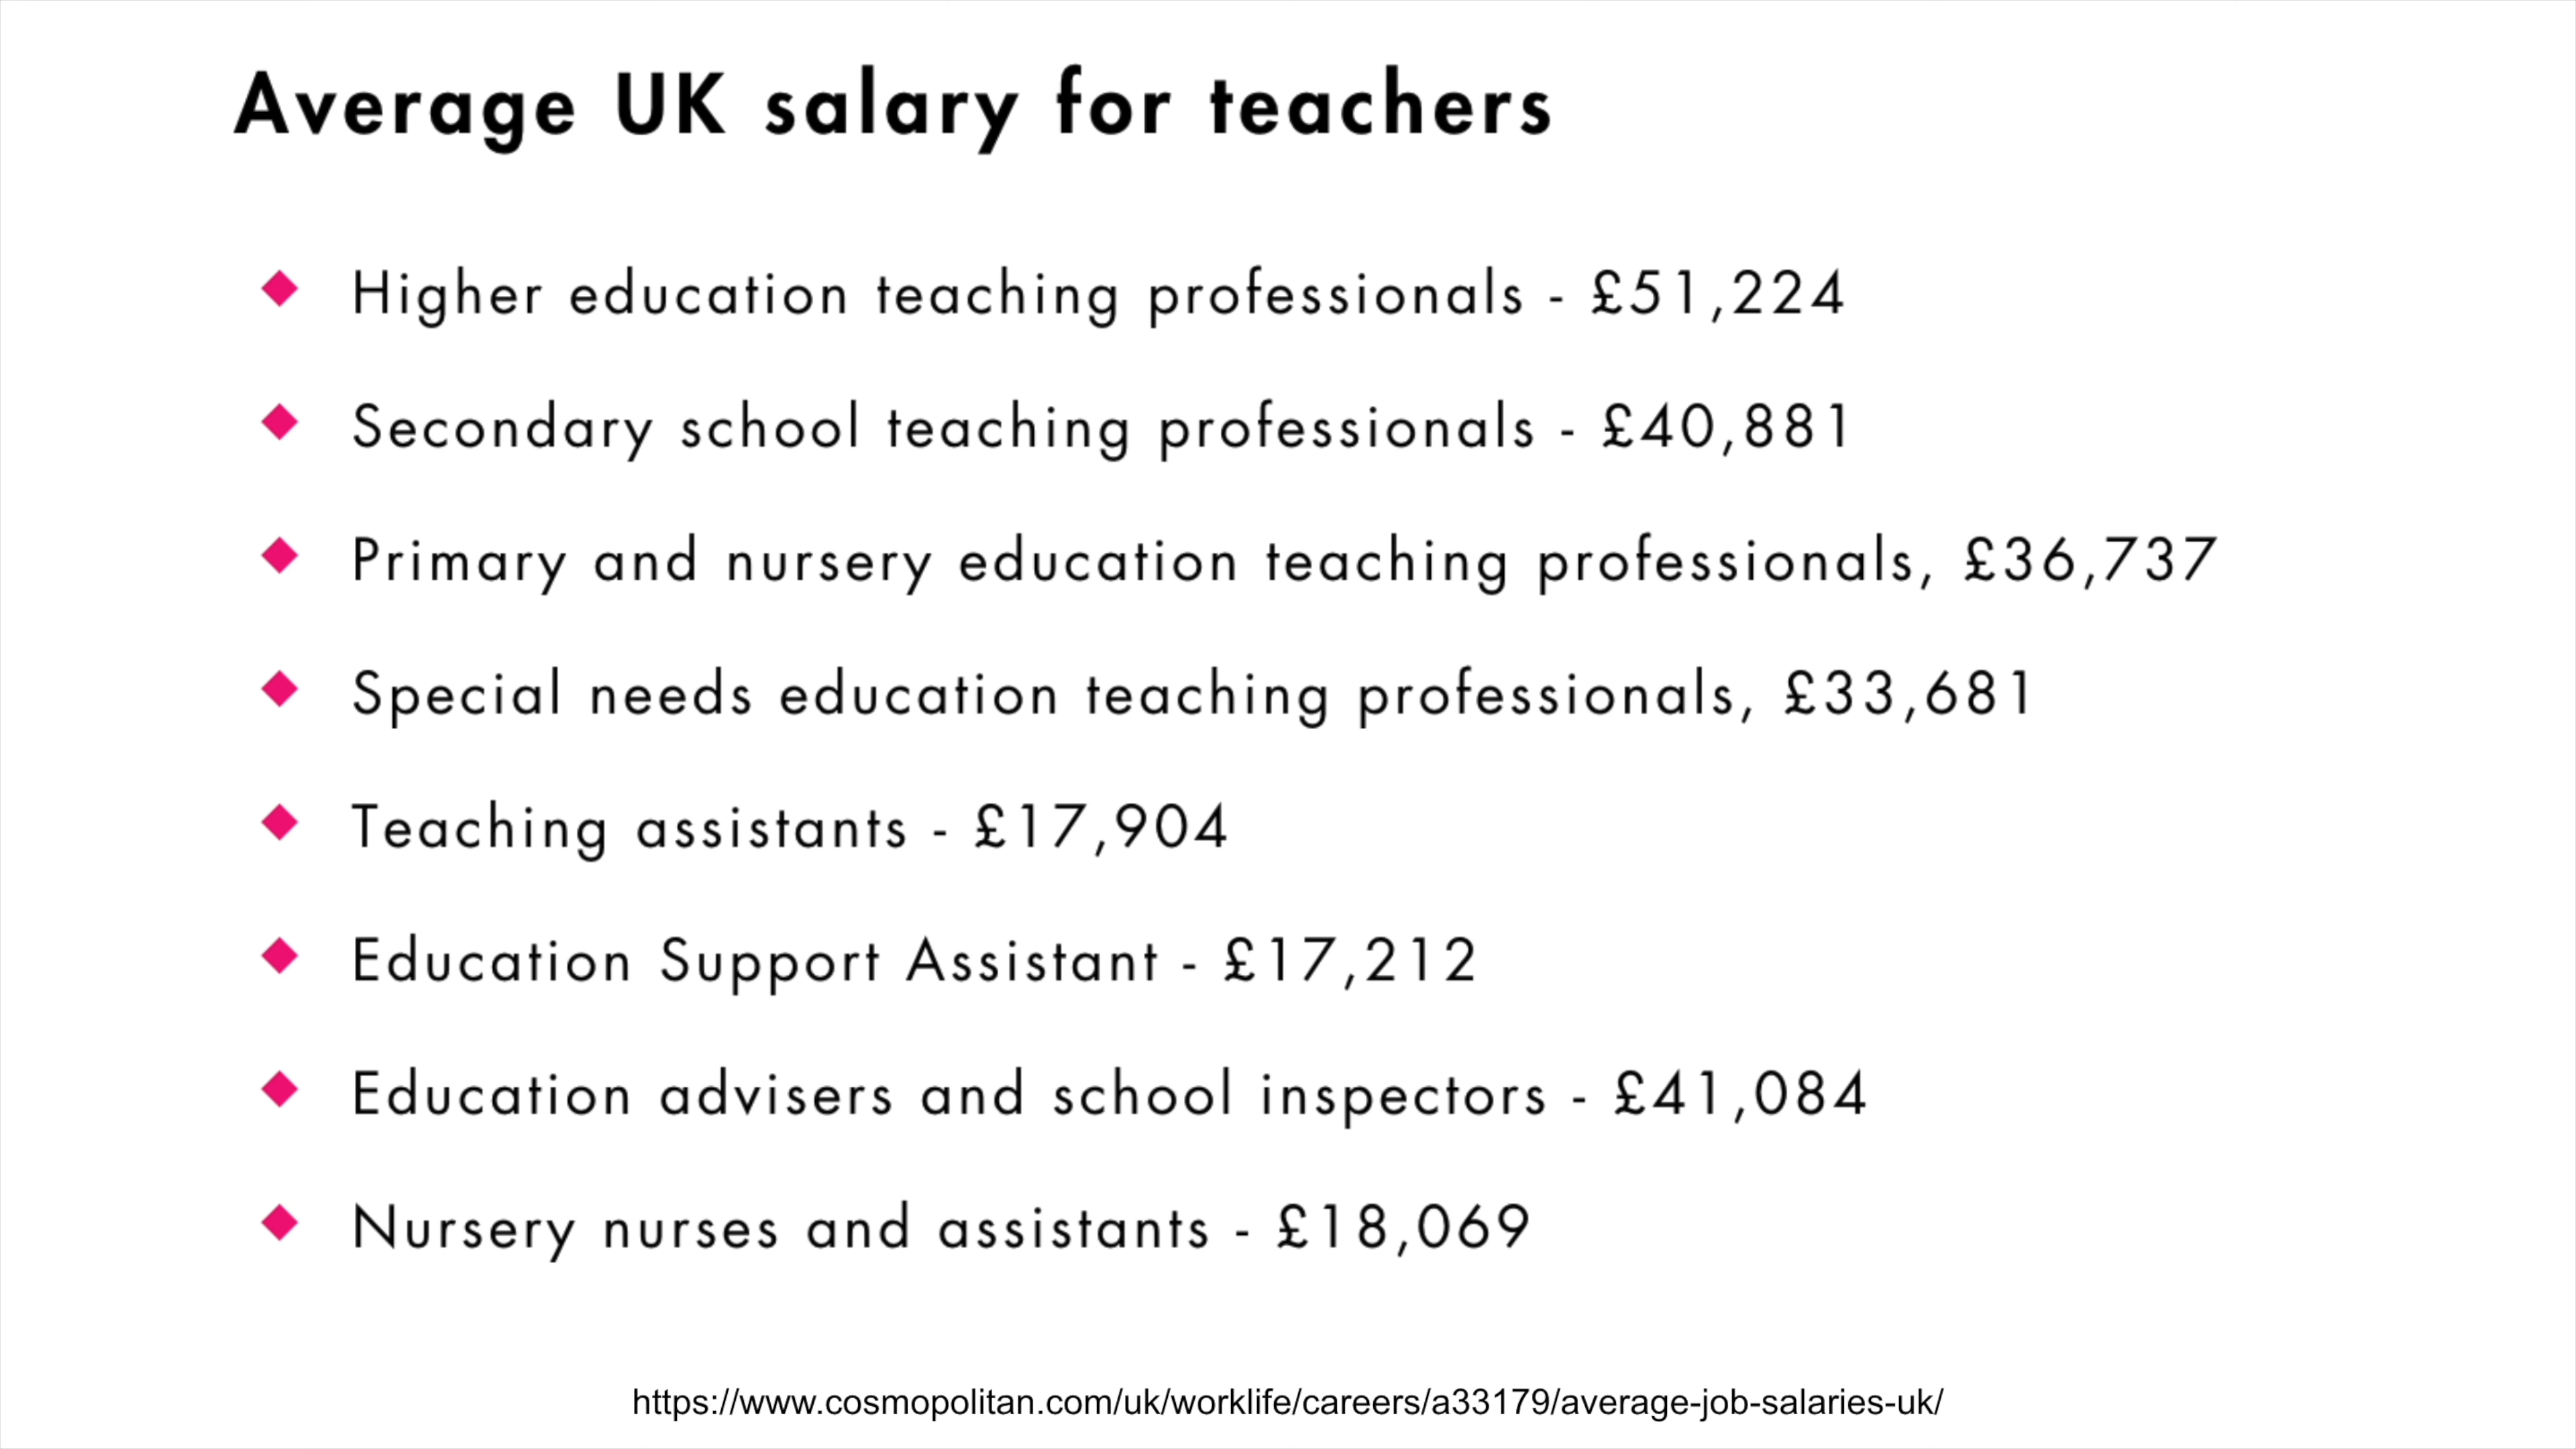 Average UK salary for teachers
Higher education teaching professionals - £51,224
Secondary school teaching professionals - £40,881
Primary and nursery education teaching professionals, £36,737
Special needs education teaching professionals, £33,681
Teaching assistants - £17,904
Education Support Assistant - £17,212
Education advisers and school inspectors - £41,084
Nursery nurses and assistants - £18,069
https://www.cosmopolitan.com/uk/worklife/careers/a33179/average-job-salaries-uk/